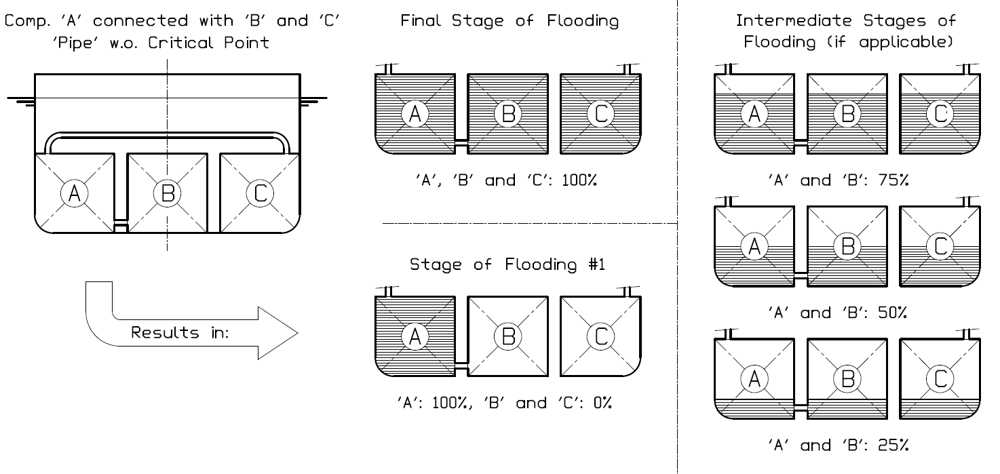 Comp. 'A' connected with 'B' and 'C'
'Pipe' w.o. Critical Point
A
B
C
Results in:
Final Stage of Flooding
A
B
C
'A', 'B' and 'C': 100%
Stage of Flooding #1
A
B
C
'A': 100%, 'B' and 'C': 0%
Intermediate Stages of
Flooding (if applicable)
A
B
C
'A' and 'B': 75%
A
B
C
'A' and 'B': 50%
A
B
C
'A' and 'B': 25%